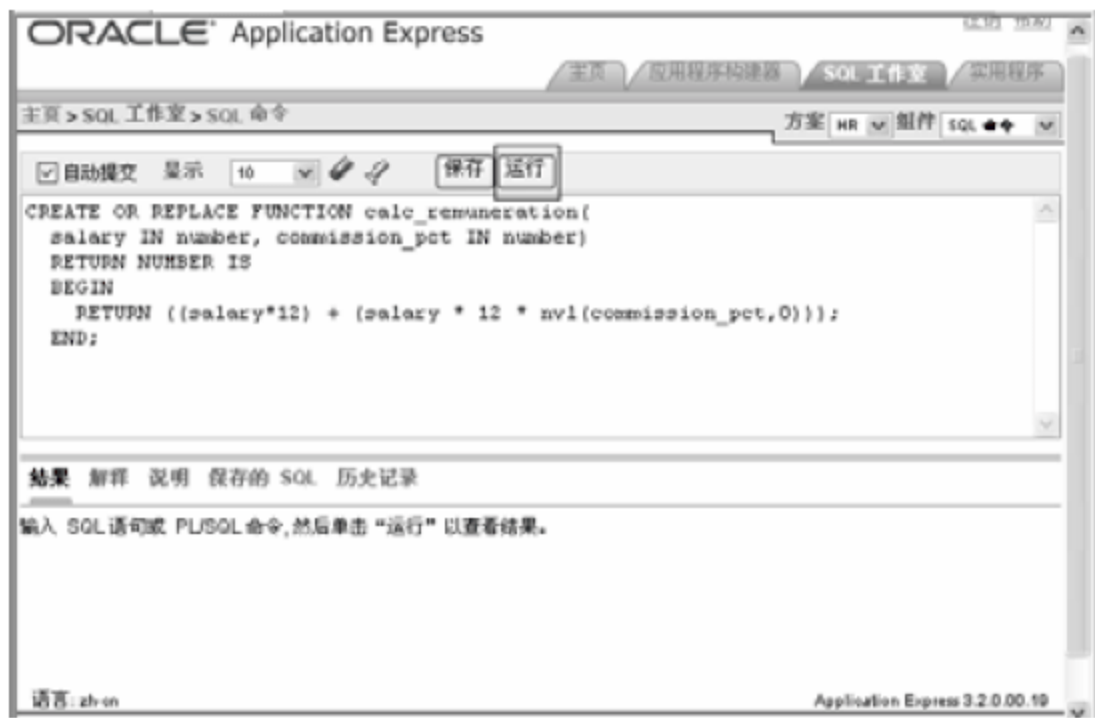 ORACLE Application Express
主页 应用程序构建器 SQL 工作室 实用程序
主页 > SQL 工作室 > SQL 命令
方案 HR 组件 SQL 命令
自动提交 显示 10 保存 运行
CREATE OR REPLACE FUNCTION calc_remuneration(
salary IN number, commission_pct IN number)
RETURN NUMBER IS
BEGIN
RETURN ((salary*12) + (salary * 12 * nvl(commission_pct,0)));
END;
结果 解释 说明 保存的 SQL 历史记录
输入 SQL 语句或 PL/SQL 命令,然后单击 “运行” 以查看结果。
语言: zh-cn
Application Express 3.2.0.00.19